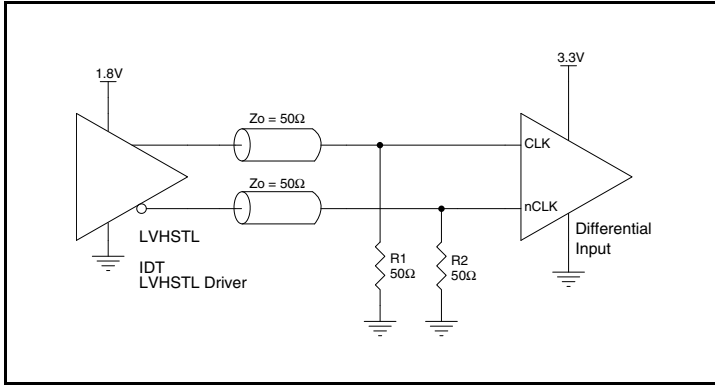 1.8V
3.3V
Zo = 50Ω
CLK
Zo = 50Ω
nCLK
LVHSTL
Differential
Input
IDT
LVHSTL Driver
R1
50Ω
R2
50Ω